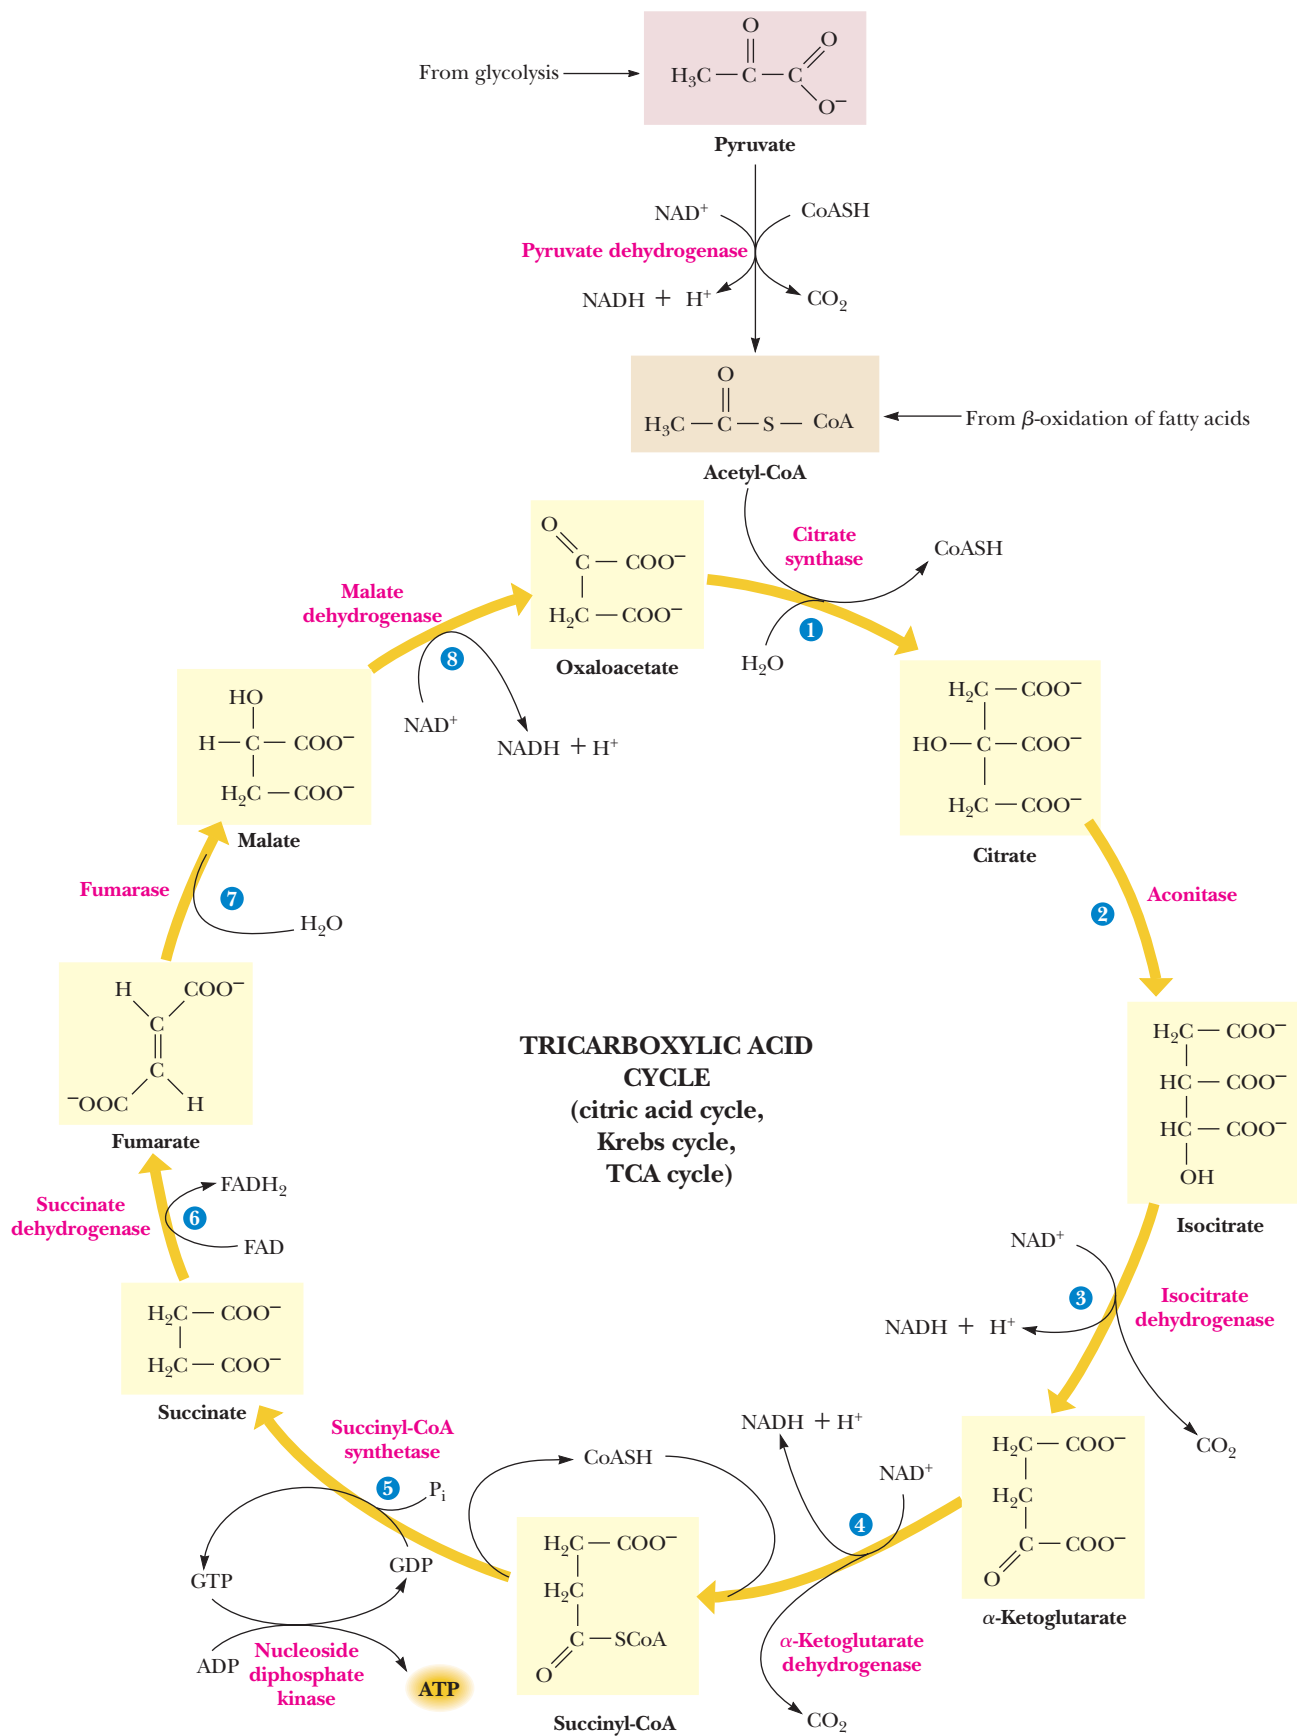 O
O
From glycolysis
H₃C — C — C
O⁻
Pyruvate
NAD⁺
CoASH
Pyruvate dehydrogenase
NADH + H⁺
CO₂
O
H₃C — C — S — CoA
From β-oxidation of fatty acids
Acetyl-CoA
O
C — COO⁻
H₂C — COO⁻
Oxaloacetate
Citrate
synthase
CoASH
1
H₂O
Malate
dehydrogenase
8
NAD⁺
NADH + H⁺
H₂C — COO⁻
HO — C — COO⁻
H₂C — COO⁻
Citrate
HO
H — C — COO⁻
H₂C — COO⁻
Malate
Fumarase
7
H₂O
Aconitase
2
H
COO⁻
C
C
⁻OOC
H
Fumarate
TRICARBOXYLIC ACID
CYCLE
(citric acid cycle,
Krebs cycle,
TCA cycle)
H₂C — COO⁻
HC — COO⁻
HC — COO⁻
OH
Isocitrate
Succinate
dehydrogenase
FADH₂
6
FAD
NAD⁺
3
Isocitrate
dehydrogenase
NADH + H⁺
CO₂
H₂C — COO⁻
H₂C — COO⁻
Succinate
Succinyl-CoA
synthetase
5
Pᵢ
CoASH
NADH + H⁺
NAD⁺
4
H₂C — COO⁻
H₂C
C — COO⁻
O
α-Ketoglutarate
GTP
GDP
ADP
Nucleoside
diphosphate
kinase
ATP
H₂C — COO⁻
H₂C
C — SCoA
O
Succinyl-CoA
α-Ketoglutarate
dehydrogenase
CO₂